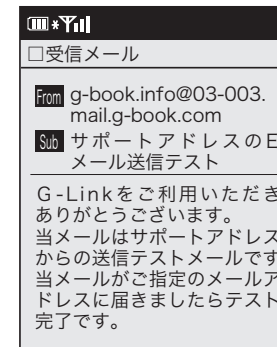 □受信メール
From g-book.info@03-003.
mail.g-book.com
Sub サポートアドレスのE
メール送信テスト
G-Linkをご利用いただき
ありがとうございます。
当メールはサポートアドレス
からの送信テストメールです
当メールがご指定のメールア
ドレスに届きましたらテスト
完了です。